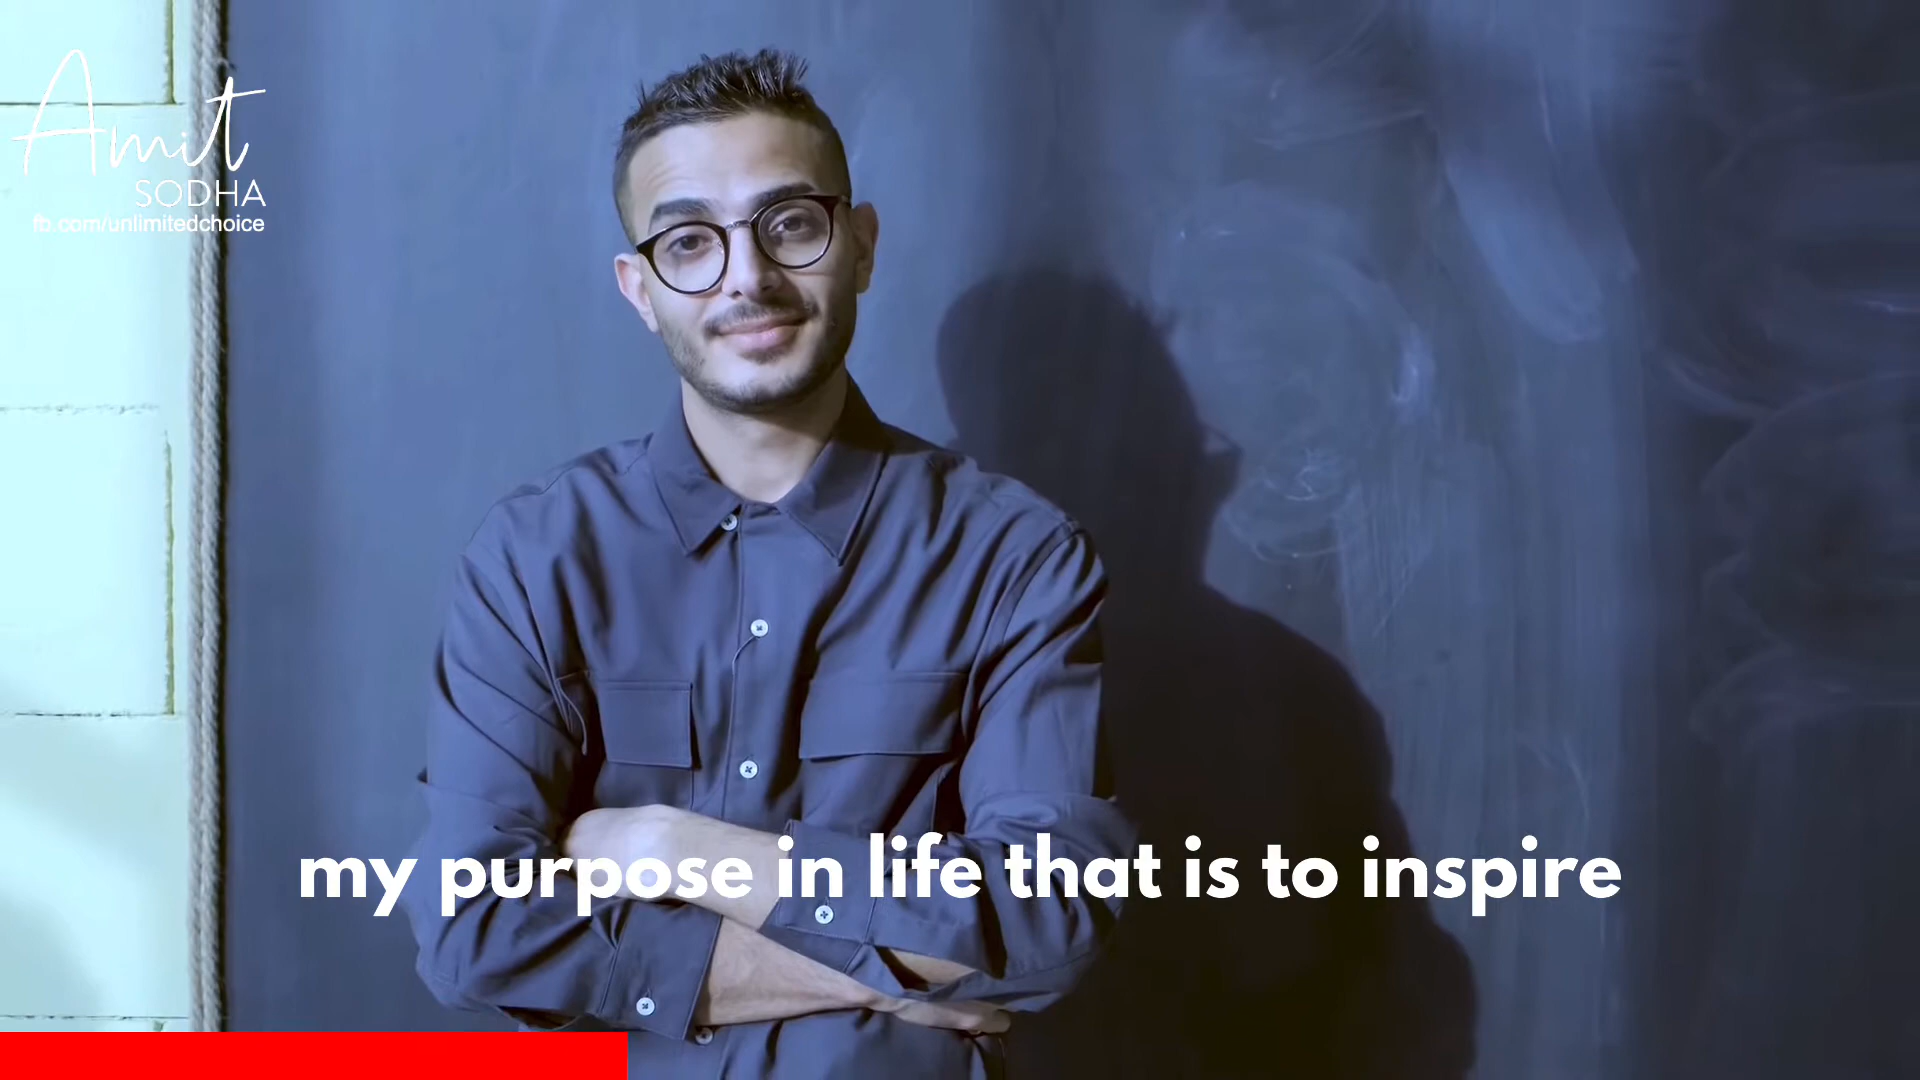 Amit
SODHA
fb.com/unlimitedchoice
my purpose in life that is to inspire